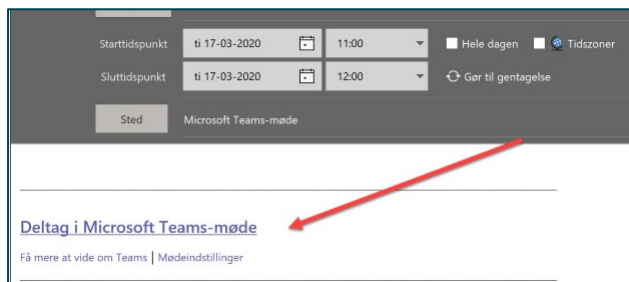 Starttidspunkt ti 17-03-2020 11:00 Hele dagen Tidszoner
Sluttidspunkt ti 17-03-2020 12:00 Gør til gentagelse
Sted Microsoft Teams-møde
Deltag i Microsoft Teams-møde
Få mere at vide om Teams | Mødeindstillinger